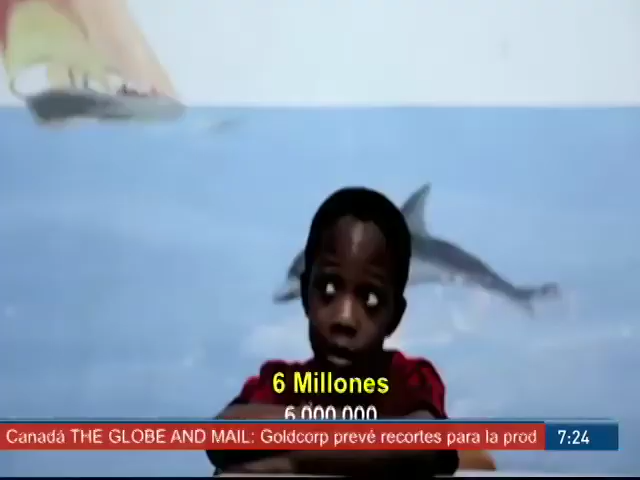 6 Millones
6.000.000
Canadá THE GLOBE AND MAIL: Goldcorp prevé recortes para la prod
7:24